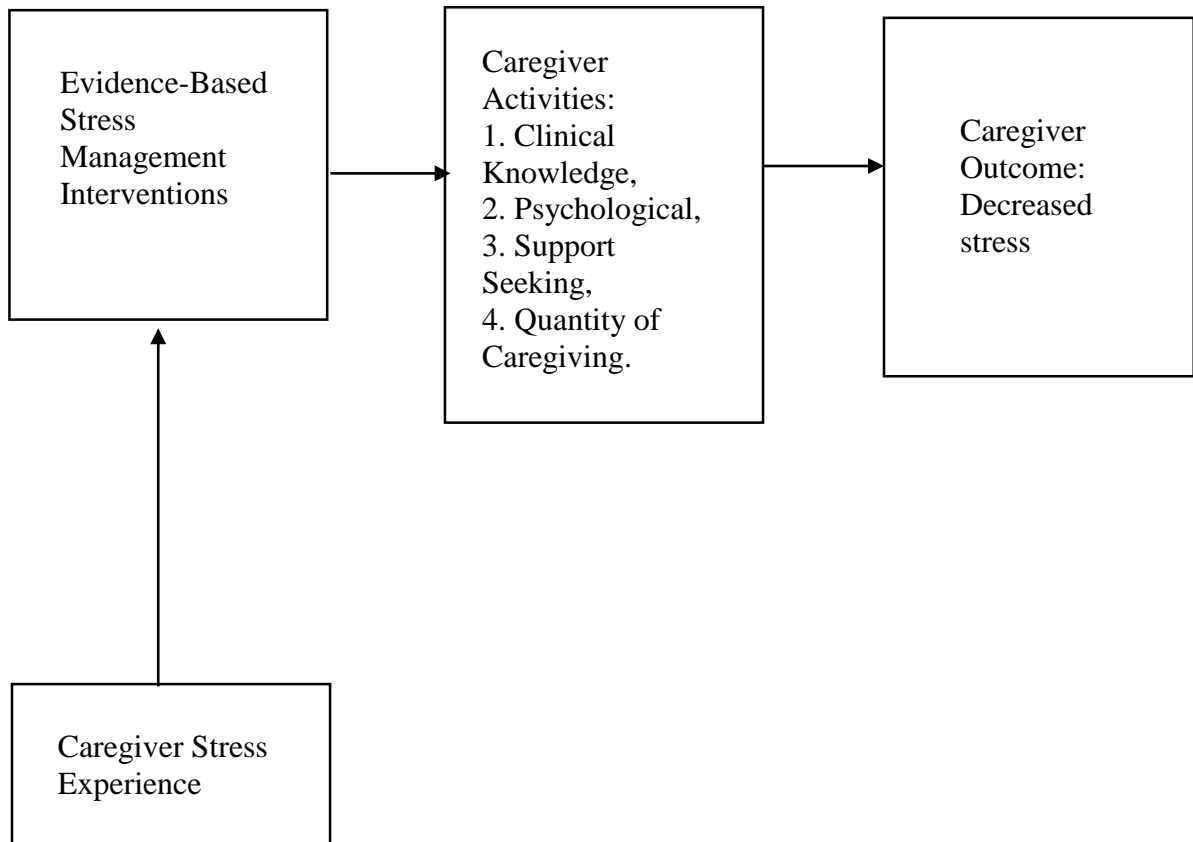 Evidence-Based
Stress
Management
Interventions
Caregiver
Activities:
1. Clinical
Knowledge,
2. Psychological,
3. Support
Seeking,
4. Quantity of
Caregiving.
Caregiver
Outcome:
Decreased
stress
Caregiver Stress
Experience